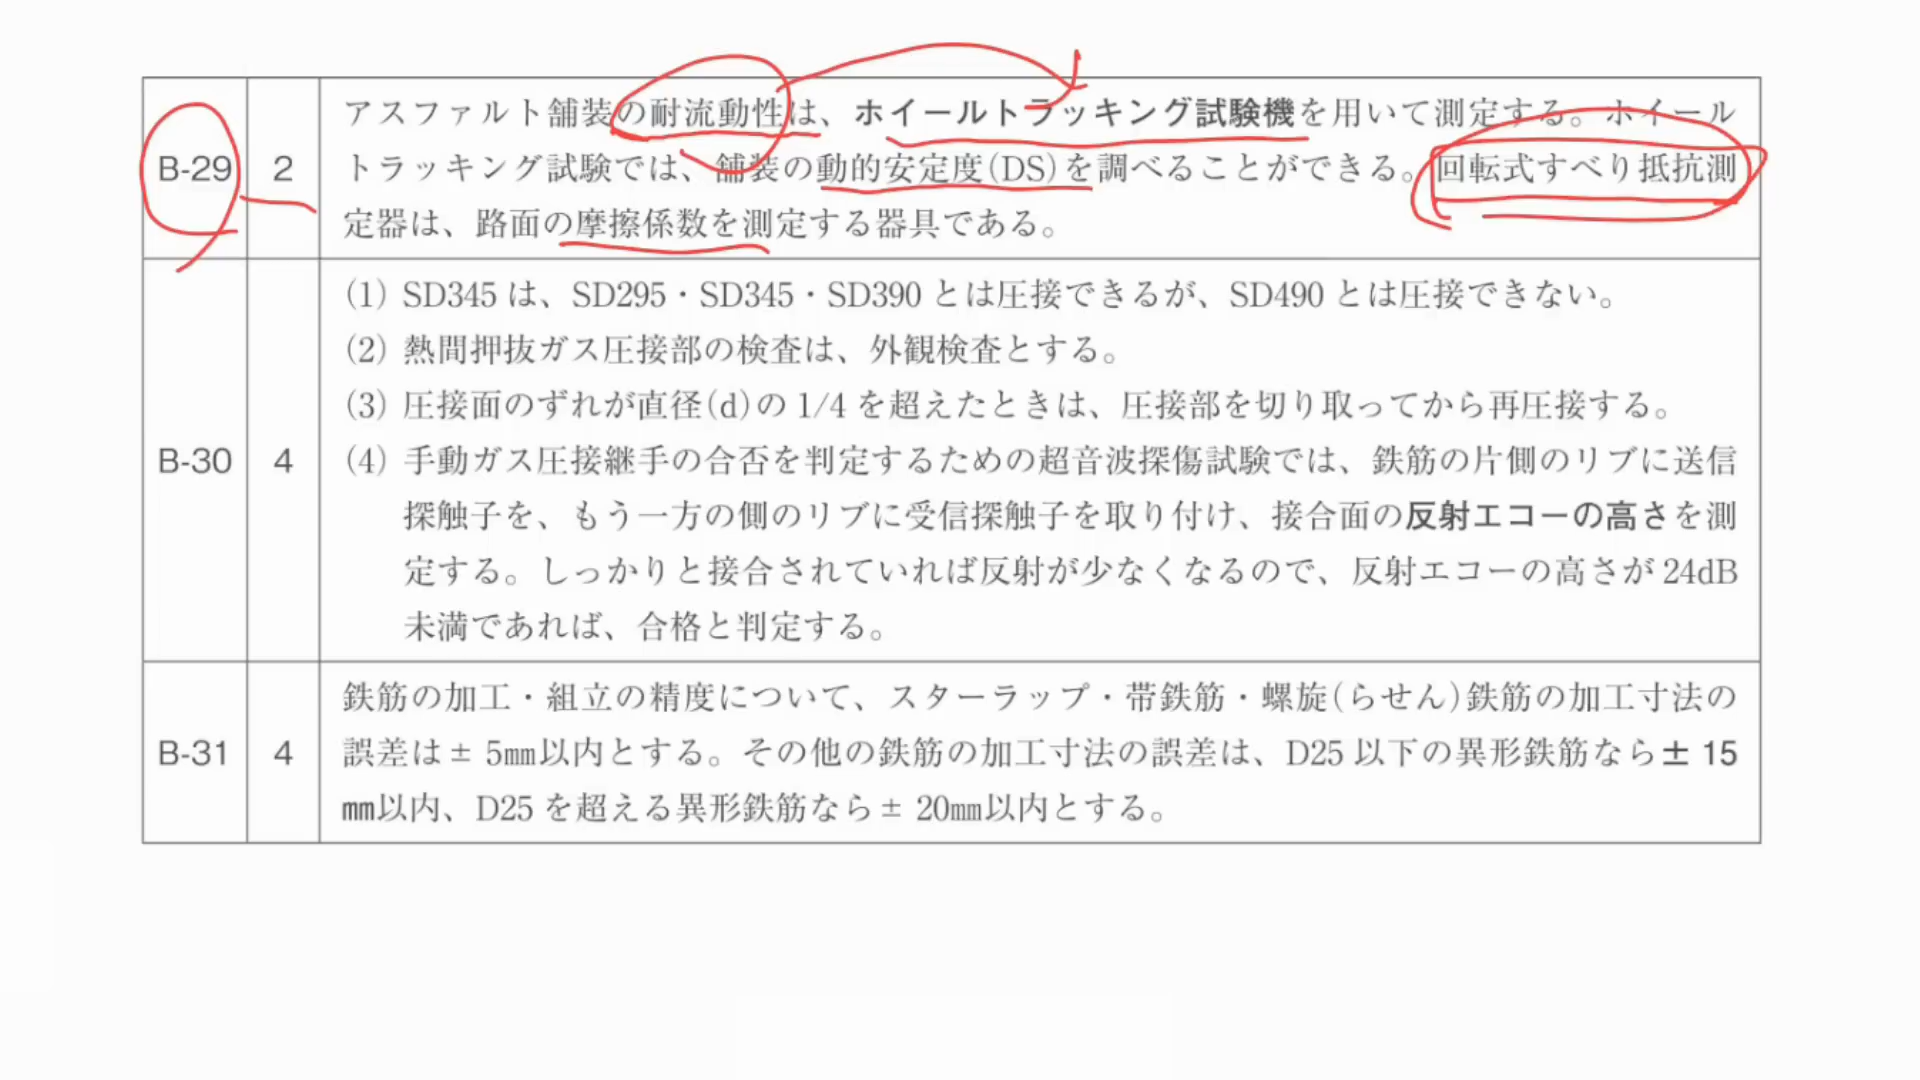 アスファルト舗装の耐流動性は、ホイールトラッキング試験機を用いて測定する。ホイール
B-29 2 トラッキング試験では、舗装の動的安定度(DS)を調べることができる。回転式すべり抵抗測
定器は、路面の摩擦係数を測定する器具である。
(1) SD345 は、SD295・SD345・SD390 とは圧接できるが、SD490 とは圧接できない。
(2) 熱間押抜ガス圧接部の検査は、外観検査とする。
(3) 圧接面のずれが直径(d)の 1/4 を超えたときは、圧接部を切り取ってから再圧接する。
B-30 4 (4) 手動ガス圧接継手の合否を判定するための超音波探傷試験では、鉄筋の片側のリブに送信
探触子を、もう一方の側のリブに受信探触子を取り付け、接合面の反射エコーの高さを測
定する。しっかりと接合されていれば反射が少なくなるので、反射エコーの高さが 24dB
未満であれば、合格と判定する。
鉄筋の加工・組立の精度について、スターラップ・帯鉄筋・螺旋(らせん)鉄筋の加工寸法の
B-31 4 誤差は± 5㎜以内とする。その他の鉄筋の加工寸法の誤差は、D25 以下の異形鉄筋なら± 15
㎜以内、D25 を超える異形鉄筋なら± 20㎜以内とする。